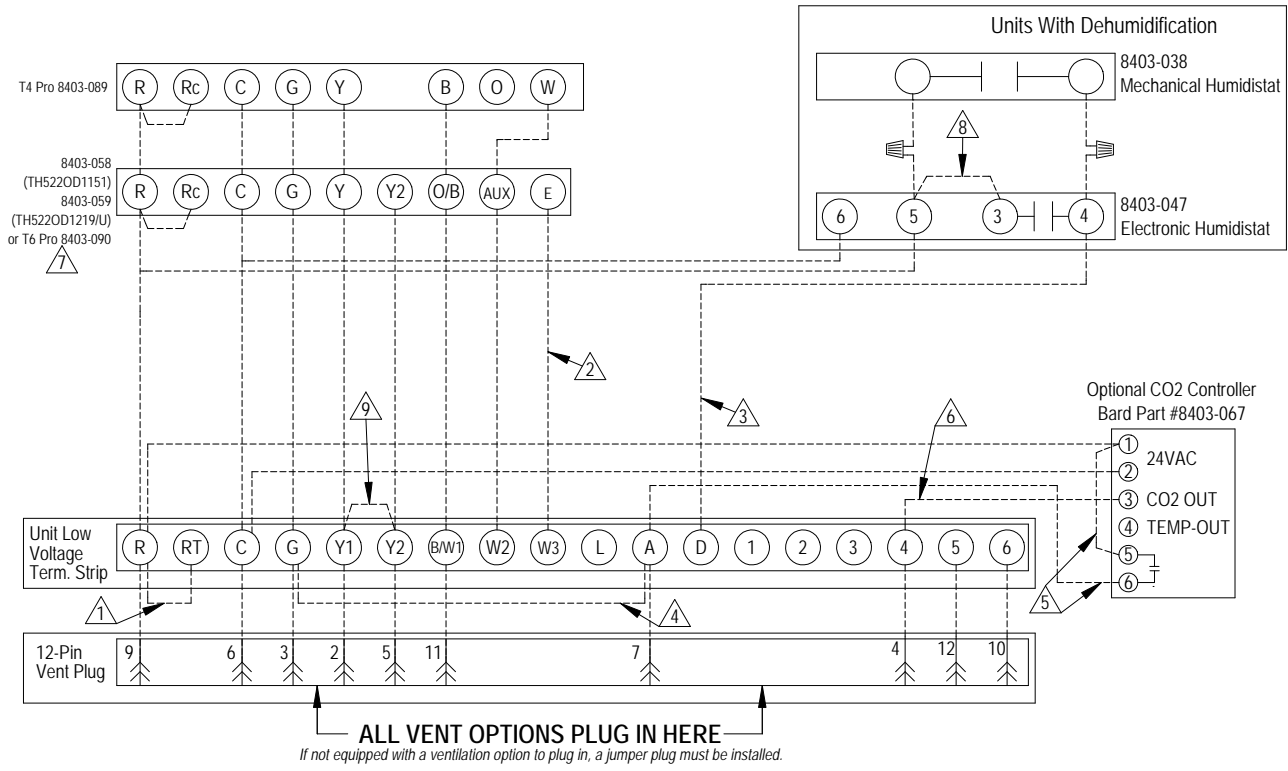 Units With Dehumidification
8403-038
Mechanical Humidistat
T4 Pro 8403-089
R Rc C G Y B O W
8
8403-058
(TH522OD1151)
8403-059
(TH522OD1219/U)
or T6 Pro 8403-090
7
R Rc C G Y Y2 O/B AUX E
6 5 3 4
8403-047
Electronic Humidistat
2
3
9
6
Optional CO2 Controller
Bard Part #8403-067
1
24VAC
2
3 CO2 OUT
4 TEMP-OUT
5
6
5
Unit Low
Voltage
Term. Strip
R RT C G Y1 Y2 B/W1 W2 W3 L A D 1 2 3 4 5 6
1
4
12-Pin
Vent Plug
9 6 3 2 5 11 7 4 12 10
ALL VENT OPTIONS PLUG IN HERE
If not equipped with a ventilation option to plug in, a jumper plug must be installed.